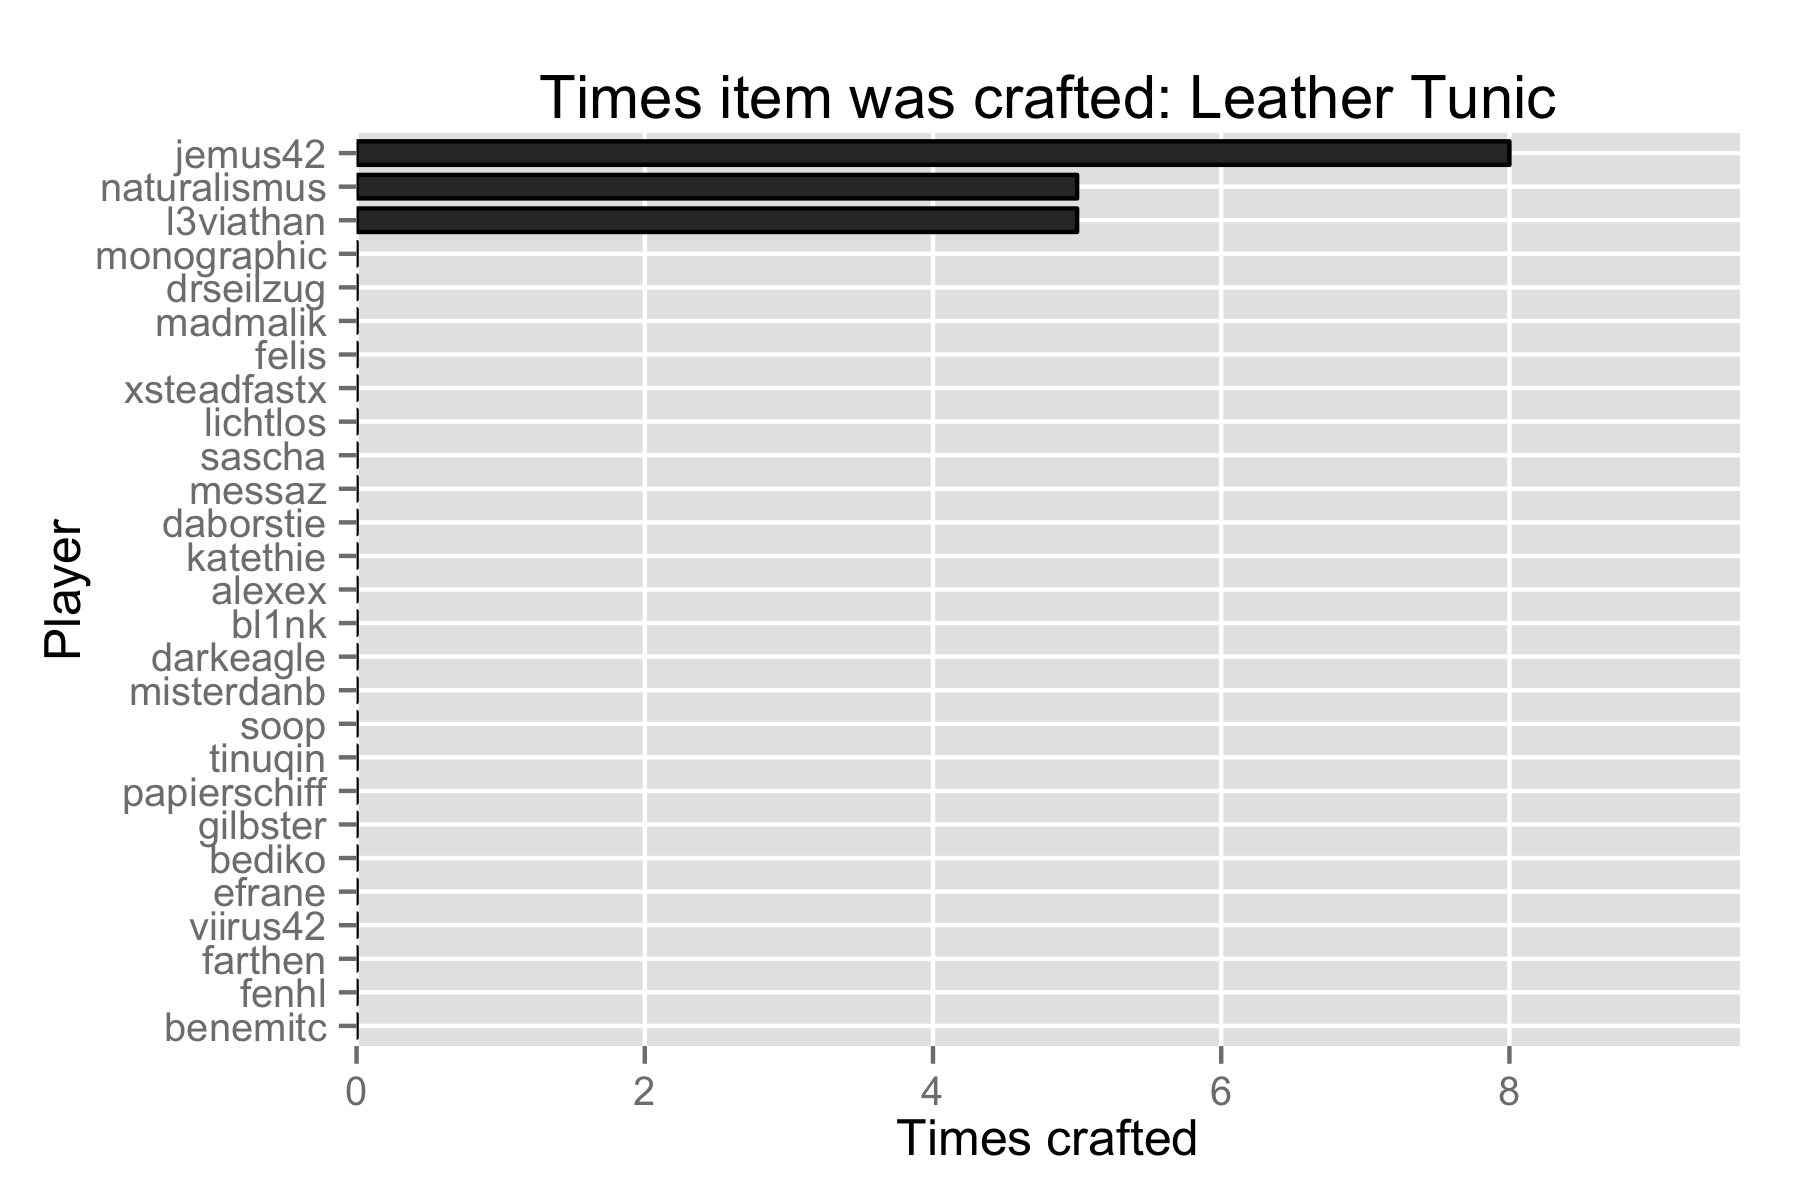 Times item was crafted: Leather Tunic
Player
jemus42
naturalismus
l3viathan
monographic
drseilzug
madmalik
felis
xsteadfastx
lichtlos
sascha
messaz
daborstie
katethie
alexex
bl1nk
darkeagle
misterdanb
soop
tinuqin
papierschiff
gilbster
bediko
efrane
viirus42
farthen
fenhl
benemitc
0 2 4 6 8
Times crafted